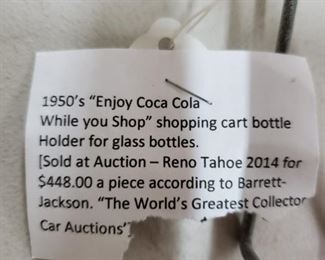 1950's "Enjoy Coca Cola
While you Shop" shopping cart bottle
Holder for glass bottles.
[Sold at Auction – Reno Tahoe 2014 for
$448.00 a piece according to Barrett-
Jackson. "The World's Greatest Collector
Car Auctions"]